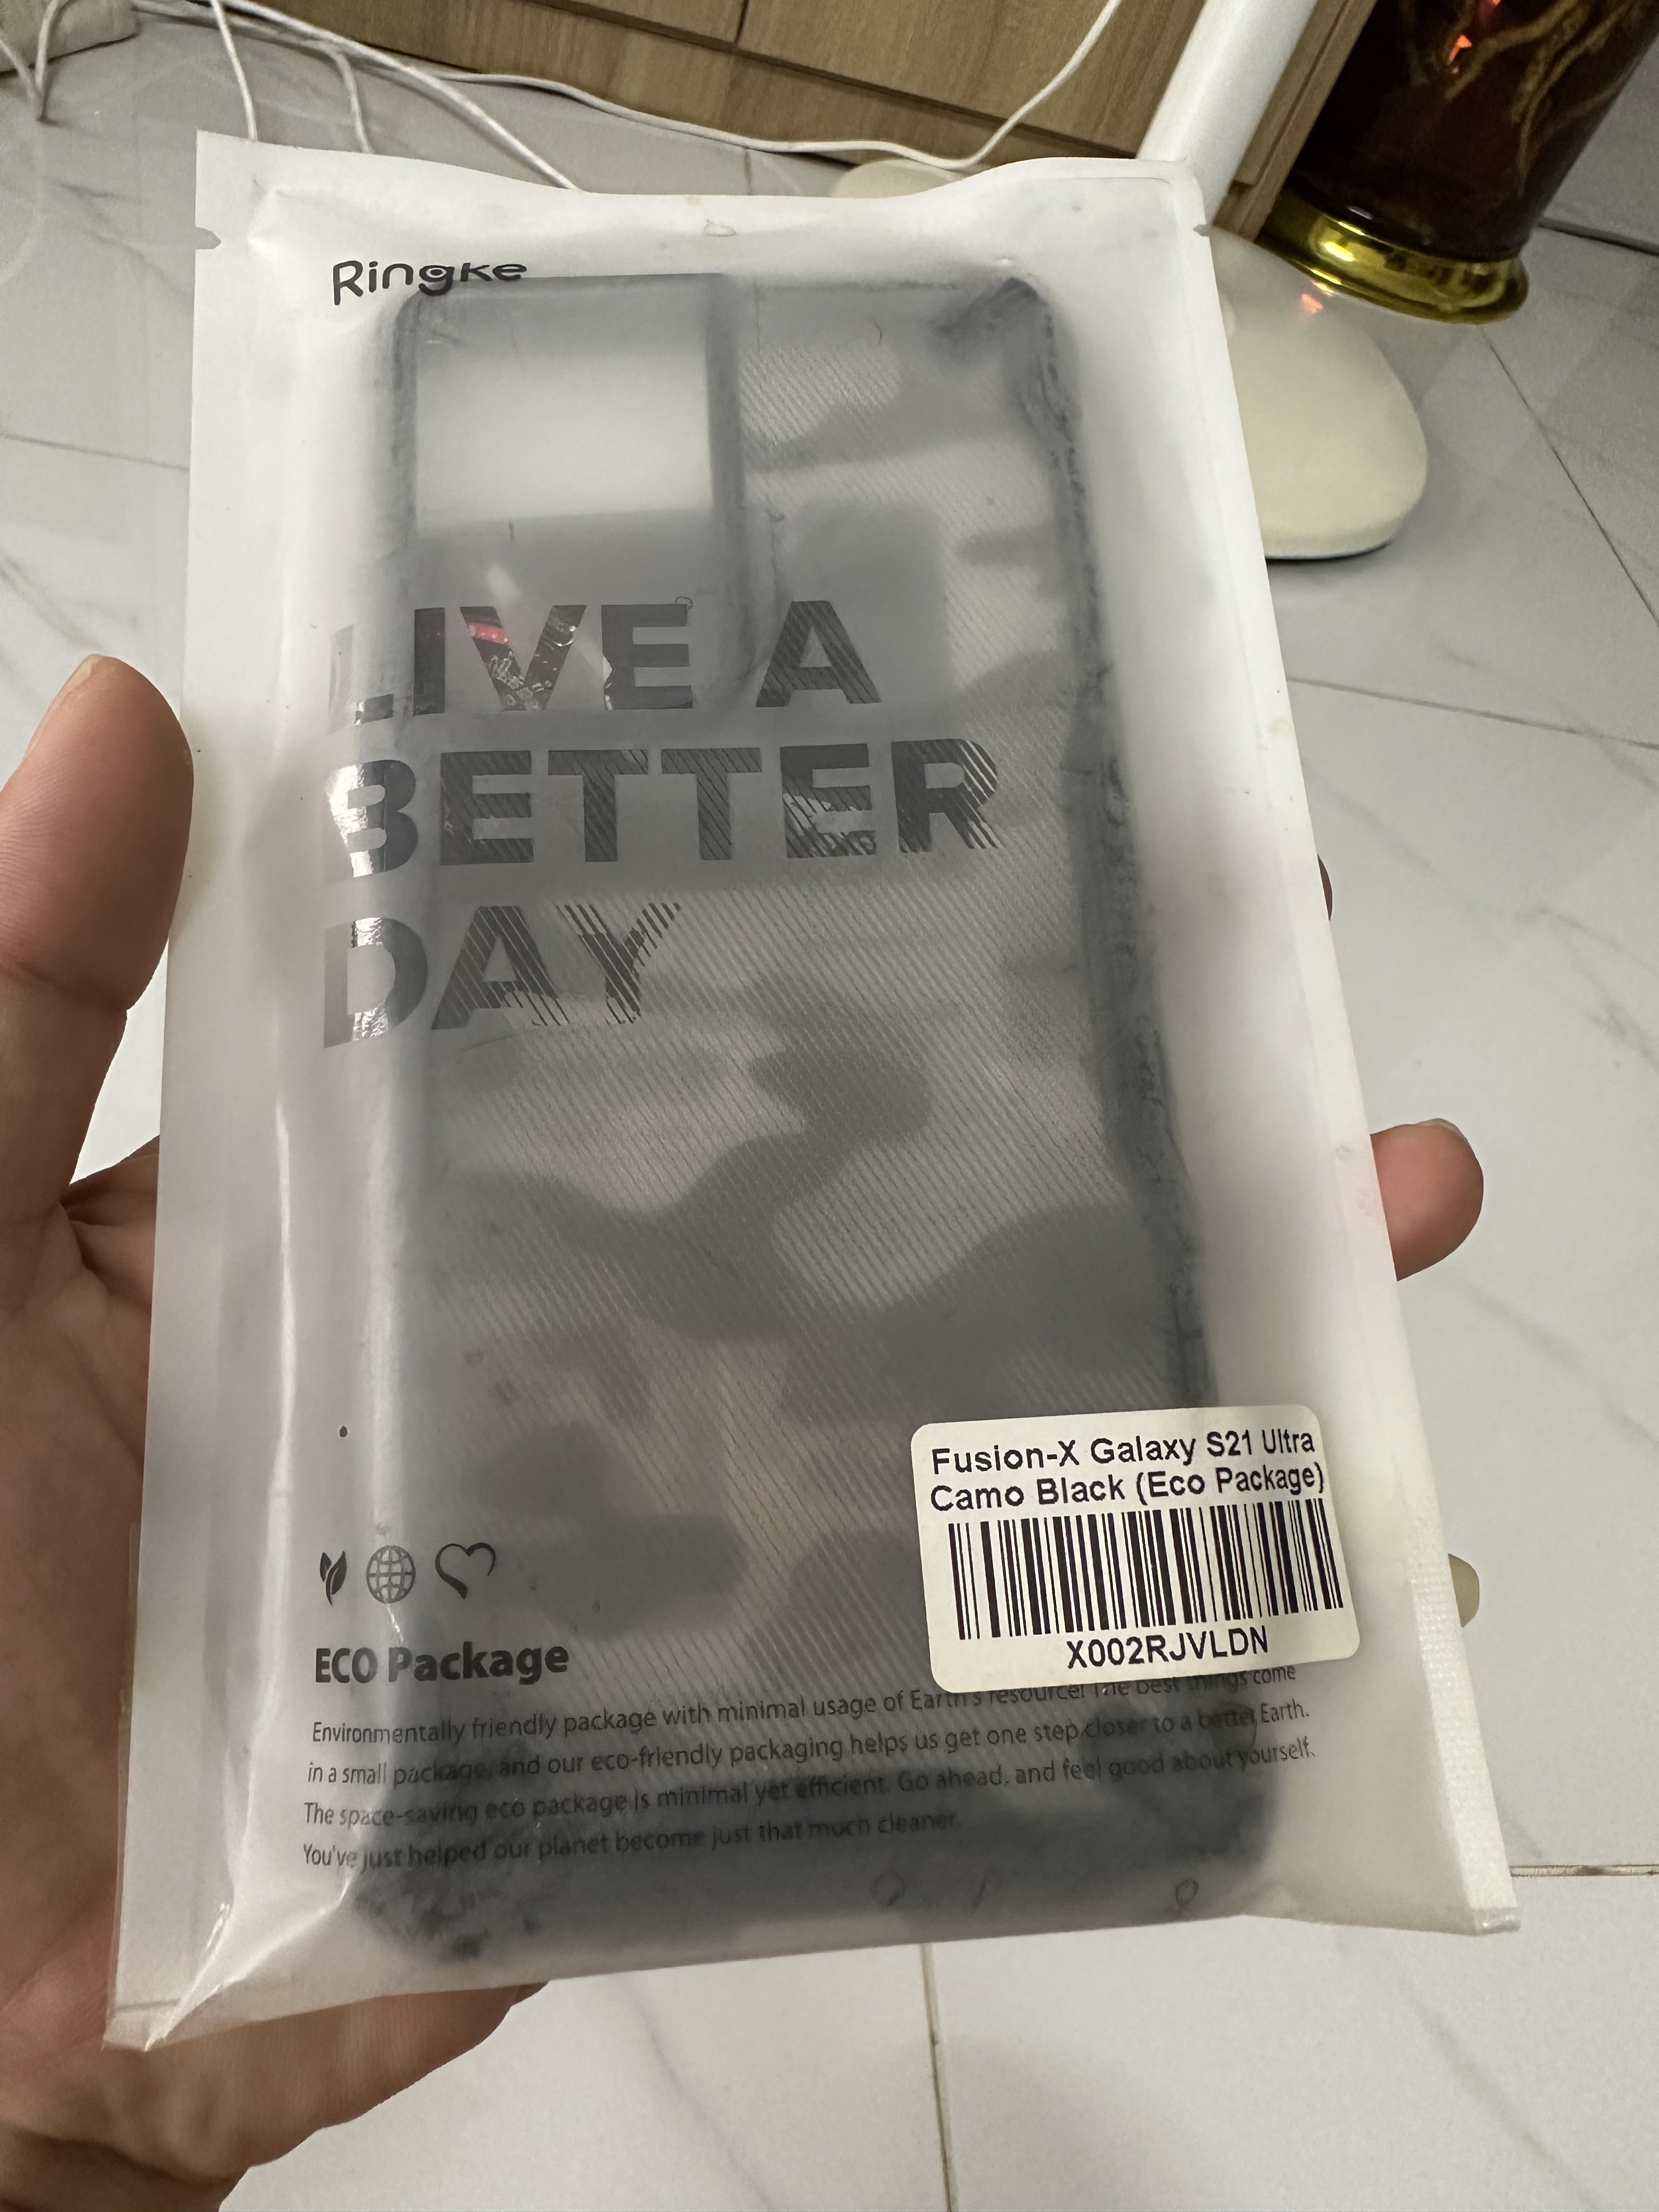 Ringke
LIVE A
BETTER
DAY
Fusion-X Galaxy S21 Ultra
Camo Black (Eco Package)
X002RJVLDN
ECO Package
Environmentally friendly package with minimal usage of Earth's resource! The best things come
in a small package, and our eco-friendly packaging helps us get one step closer to a better Earth.
The space-saving eco package is minimal yet efficient. Go ahead, and feel good about yourself.
You've just helped our planet become just that much cleaner.